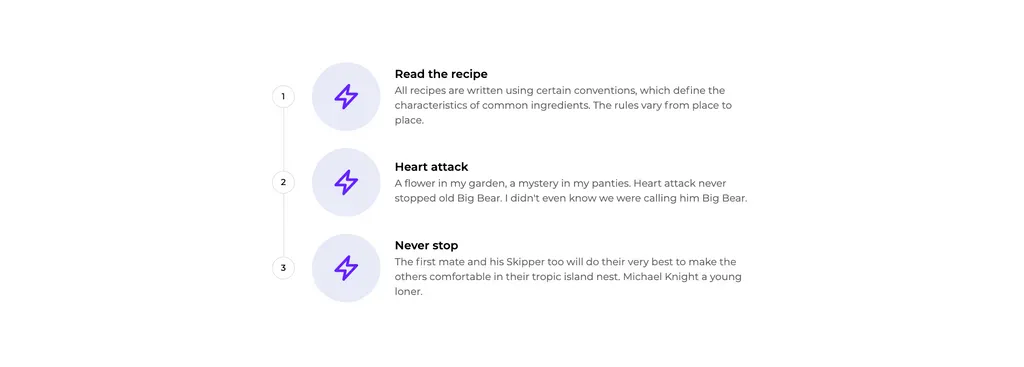 1
Read the recipe
All recipes are written using certain conventions, which define the
characteristics of common ingredients. The rules vary from place to
place.
2
Heart attack
A flower in my garden, a mystery in my panties. Heart attack never
stopped old Big Bear. I didn't even know we were calling him Big Bear.
3
Never stop
The first mate and his Skipper too will do their very best to make the
others comfortable in their tropic island nest. Michael Knight a young
loner.